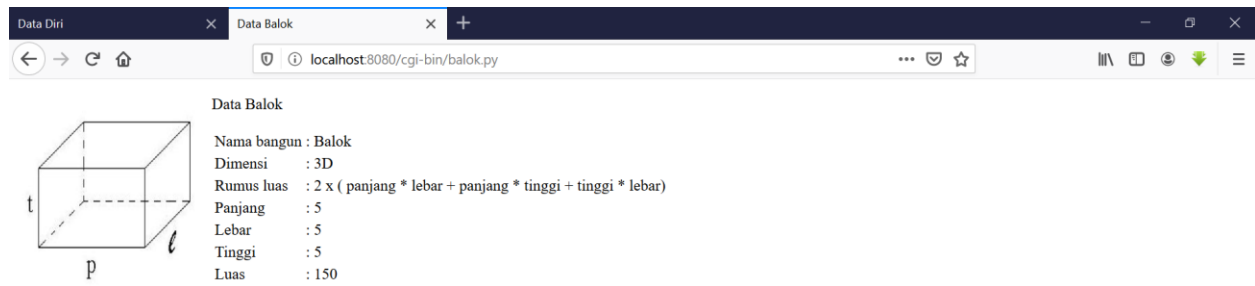 Data Diri
Data Balok
localhost:8080/cgi-bin/balok.py
Data Balok
Nama bangun : Balok
Dimensi : 3D
Rumus luas : 2 x ( panjang * lebar + panjang * tinggi + tinggi * lebar)
Panjang : 5
Lebar : 5
Tinggi : 5
Luas : 150
t
ℓ
p